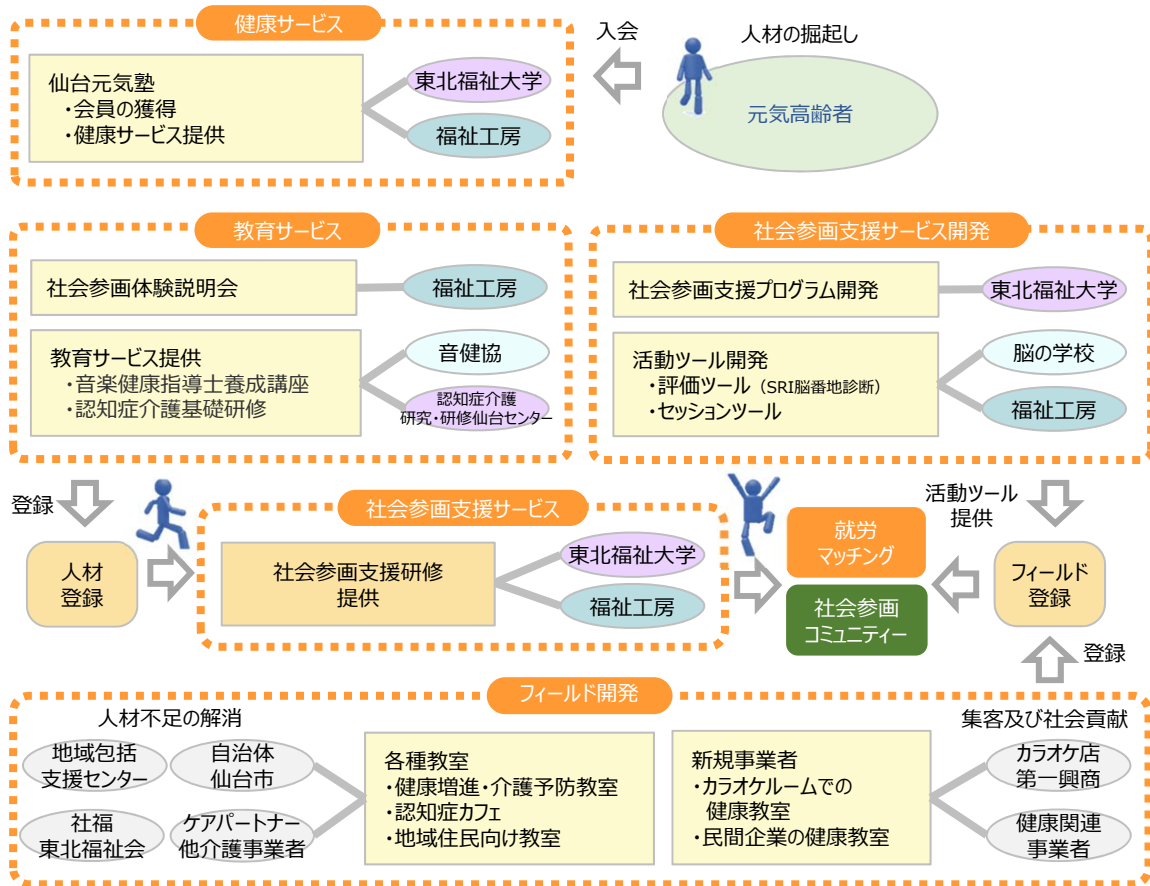 健康サービス
仙台元気塾
・会員の獲得
・健康サービス提供
東北福祉大学
福祉工房
入会
人材の掘起し
元気高齢者
教育サービス
社会参画体験説明会
福祉工房
教育サービス提供
・音楽健康指導士養成講座
・認知症介護基礎研修
音健協
認知症介護
研究・研修仙台センター
社会参画支援サービス開発
社会参画支援プログラム開発
東北福祉大学
活動ツール開発
・評価ツール（SRI脳番地診断）
・セッションツール
脳の学校
福祉工房
登録
人材
登録
社会参画支援サービス
社会参画支援研修
提供
東北福祉大学
福祉工房
就労
マッチング
社会参画
コミュニティー
活動ツール
提供
フィールド
登録
登録
フィールド開発
人材不足の解消
地域包括
支援センター
自治体
仙台市
社福
東北福祉会
ケアパートナー
他介護事業者
各種教室
・健康増進・介護予防教室
・認知症カフェ
・地域住民向け教室
新規事業者
・カラオケルームでの
健康教室
・民間企業の健康教室
集客及び社会貢献
カラオケ店
第一興商
健康関連
事業者